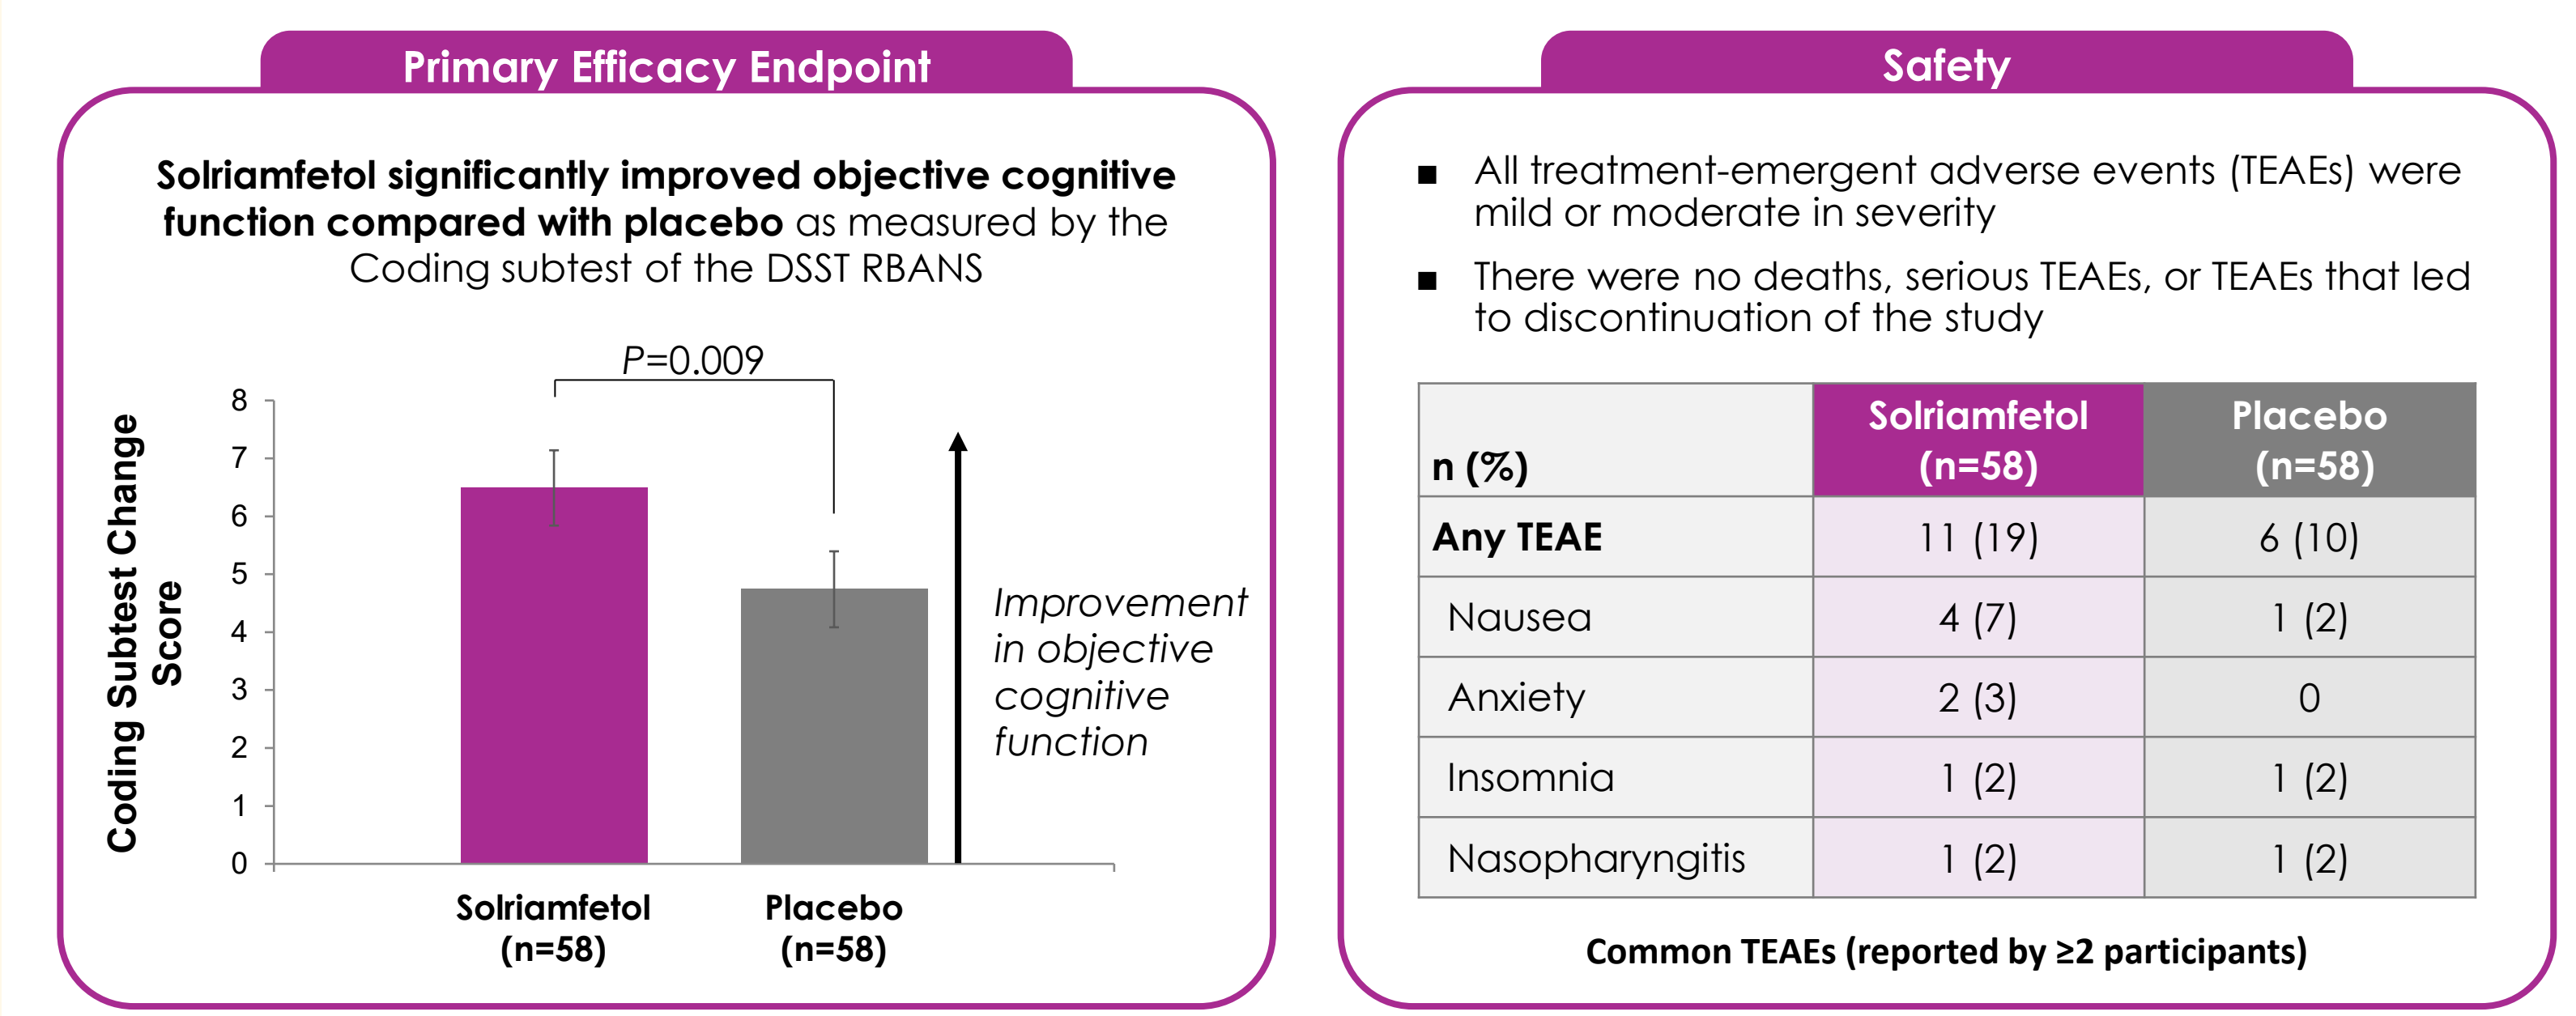 Primary Efficacy Endpoint
Solriamfetol significantly improved objective cognitive
function compared with placebo as measured by the
Coding subtest of the DSST RBANS
P=0.009
Coding Subtest Change
Score
8
7
6
5
4
3
2
1
0
Improvement
in objective
cognitive
function
Solriamfetol
(n=58)
Placebo
(n=58)
Safety
■ All treatment-emergent adverse events (TEAEs) were
mild or moderate in severity
■ There were no deaths, serious TEAEs, or TEAEs that led
to discontinuation of the study
n (%) Solriamfetol (n=58) Placebo (n=58)
Any TEAE 11 (19) 6 (10)
Nausea 4 (7) 1 (2)
Anxiety 2 (3) 0
Insomnia 1 (2) 1 (2)
Nasopharyngitis 1 (2) 1 (2)
Common TEAEs (reported by ≥2 participants)